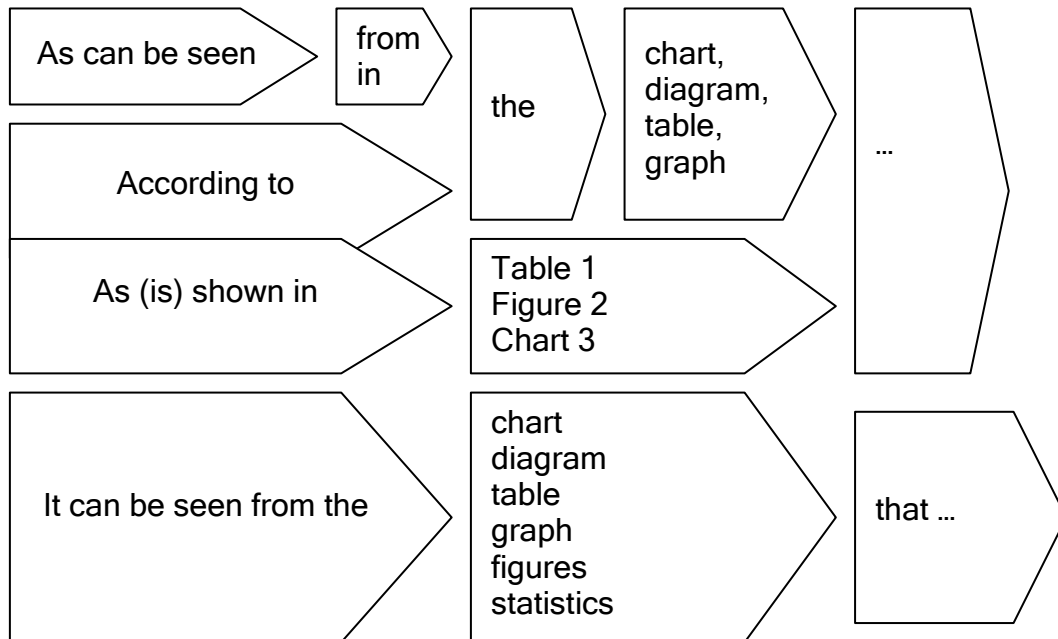 As can be seen
from
in
the
chart,
diagram,
table,
graph
...
According to
As (is) shown in
Table 1
Figure 2
Chart 3
It can be seen from the
chart
diagram
table
graph
figures
statistics
that ...